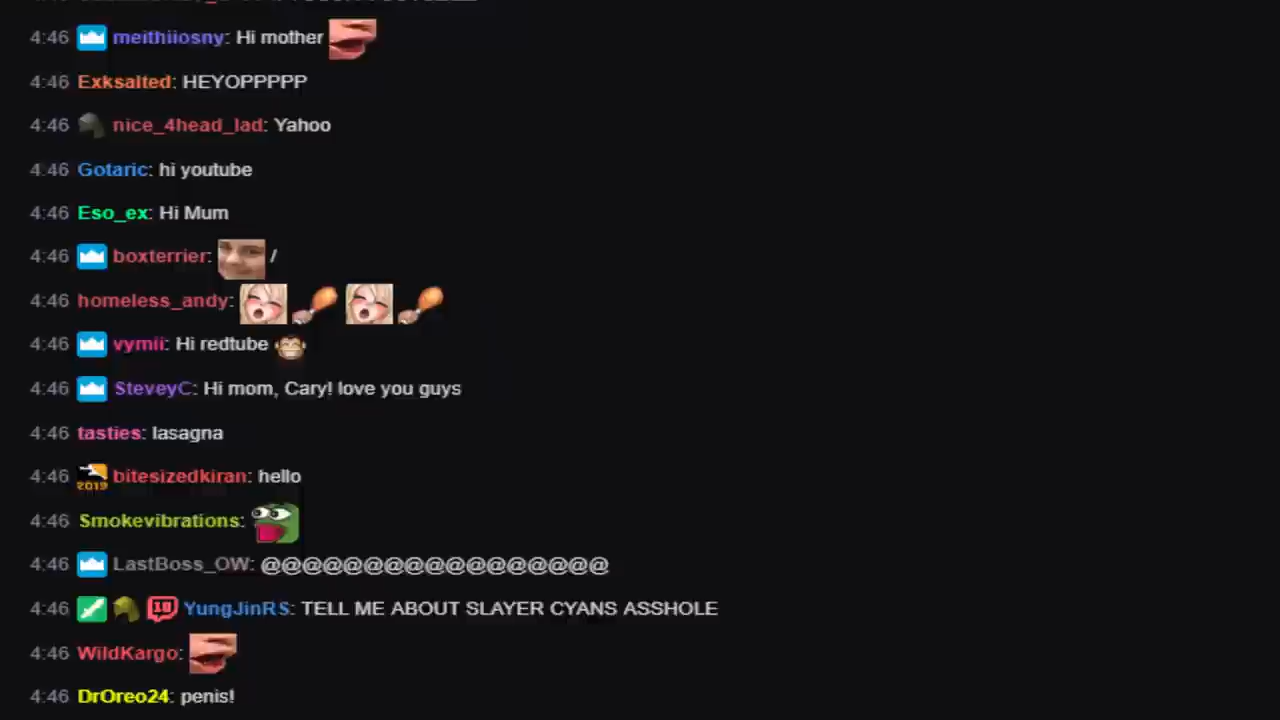 4:46 meithiiosny: Hi mother
4:46 Exksalted: HEYOPPPPP
4:46 nice_4head_lad: Yahoo
4:46 Gotaric: hi youtube
4:46 Eso_ex: Hi Mum
4:46 boxterrier: /
4:46 homeless_andy:
4:46 vymii: Hi redtube
4:46 SteveyC: Hi mom, Cary! love you guys
4:46 tasties: lasagna
4:46 2019 bitesizedkiran: hello
4:46 Smokevibrations:
4:46 LastBoss_OW: @@@@@@@@@@@@@@@@@
4:46 YungJinRS: TELL ME ABOUT SLAYER CYANS ASSHOLE
4:46 WildKargo:
4:46 DrOreo24: penis!